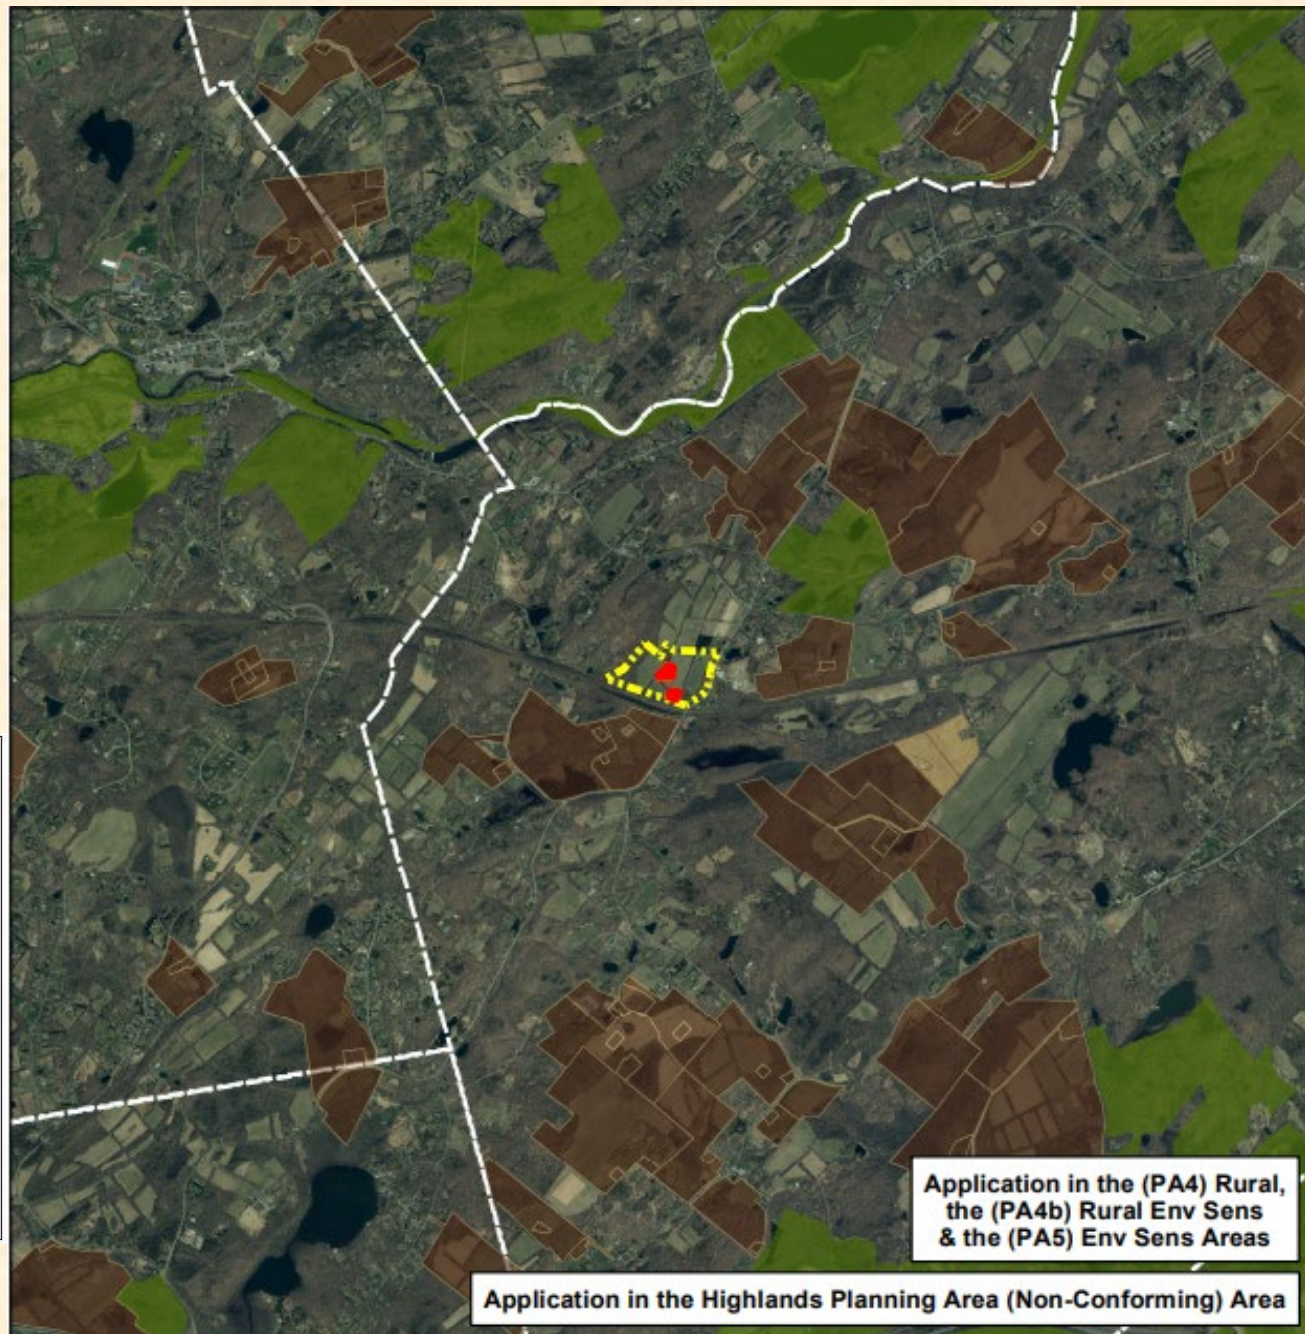 Application in the (PA4) Rural,
the (PA4b) Rural Env Sens
& the (PA5) Env Sens Areas
Application in the Highlands Planning Area (Non-Conforming) Area